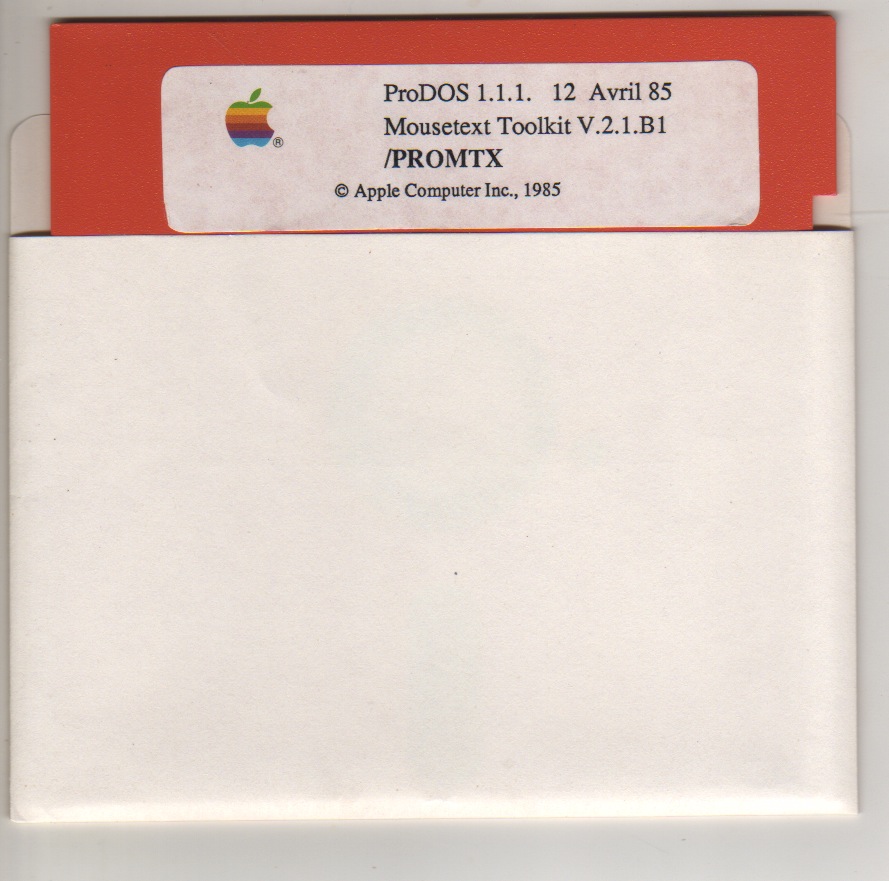 ProDOS 1.1.1. 12 Avril 85
Mousetext Toolkit V.2.1.B1
/PROMTX
© Apple Computer Inc., 1985
®